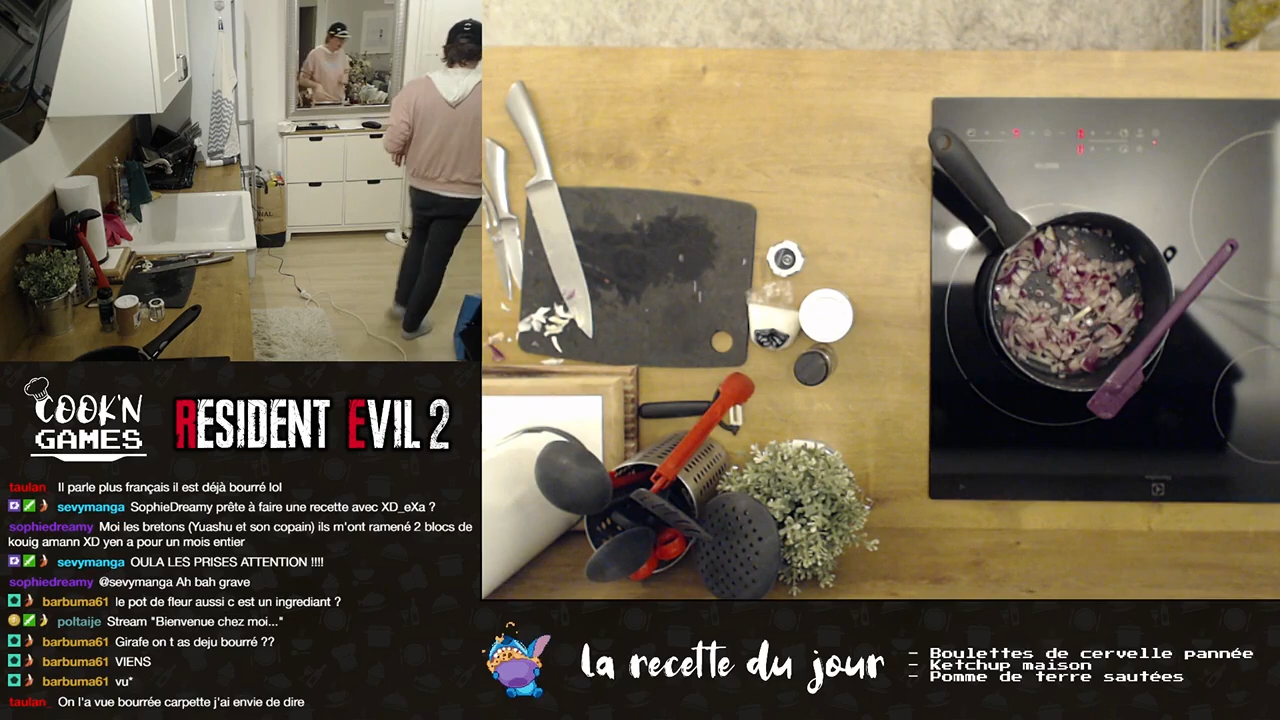 COOK'N
GAMES
RESIDENT EVIL 2
taulan_ Il parle plus français il est déjà bourré lol
sevymanga SophieDreamy prête à faire une recette avec XD_eXa ?
sophiedreamy Moi les bretons (Yuashu et son copain) ils m'ont ramené 2 blocs de
kouig amann XD yen a pour un mois entier
sevymanga OULA LES PRISES ATTENTION !!!!
sophiedreamy @sevymanga Ah bah grave
barbuma61 le pot de fleur aussi c est un ingrediant ?
poltaije Stream "Bienvenue chez moi..."
barbuma61 Girafe on t as deju bourré ??
barbuma61 VIENS
barbuma61 vu*
taulan_ On l'a vue bourrée carpette j'ai envie de dire
la recette du jour
- Boulettes de cervelle pannée
- Ketchup maison
- Pomme de terre sautées